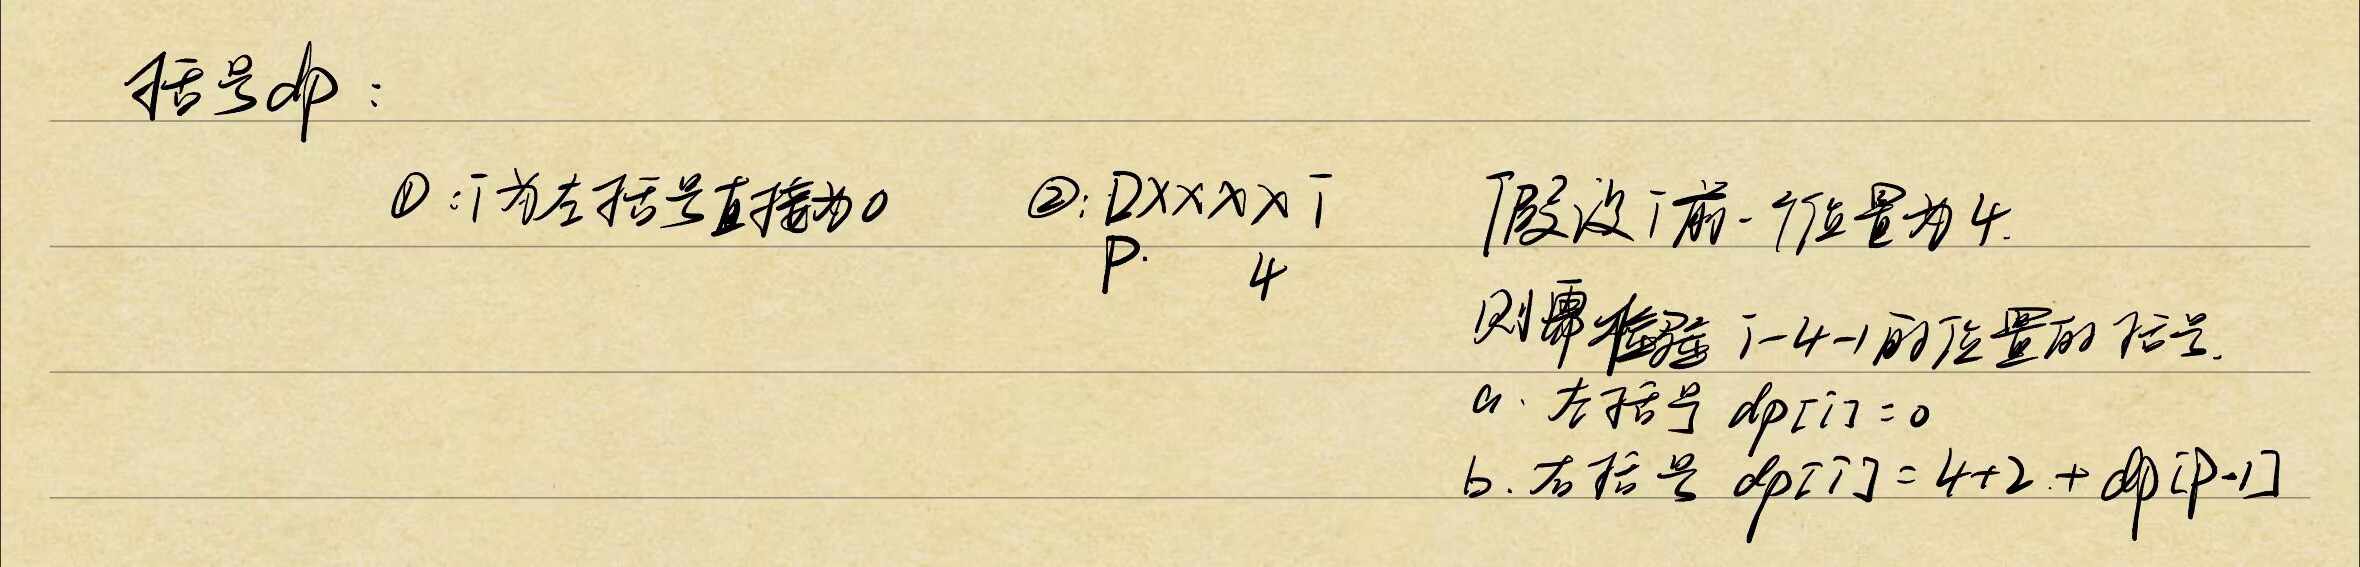 括号dp：
①：i为左括号直接为0 ②：DXXXX i 假设i前一个位置为4.
P. 4
则需检验 i-4-1的位置的括号.
a. 左括号 dp[i]=0
b. 右括号 dp[i]=4+2+dp[P-1]